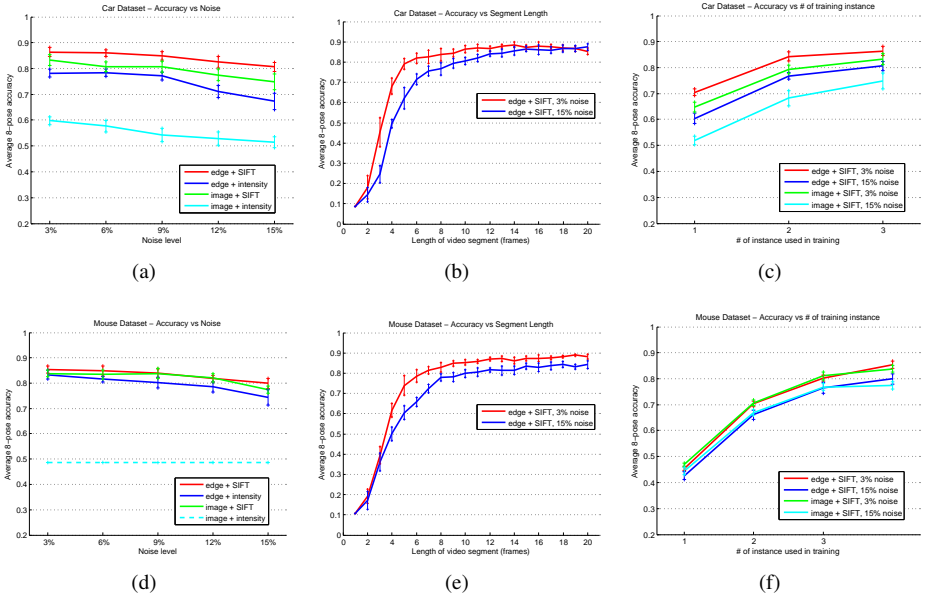 Car Dataset – Accuracy vs Noise
Average 8–pose accuracy
1
0.9
0.8
0.7
0.6
0.5
0.4
0.3
0.2
3%
6%
9%
12%
15%
Noise level
edge + SIFT
edge + intensity
image + SIFT
image + intensity
(a)
Car Dataset – Accuracy vs Segment Length
Average 8–pose accuracy
1
0.9
0.8
0.7
0.6
0.5
0.4
0.3
0.2
0.1
0
0 2 4 6 8 10 12 14 16 18 20
Length of video segment (frames)
edge + SIFT, 3% noise
edge + SIFT, 15% noise
(b)
Car Dataset – Accuracy vs # of training instance
Average 8–pose accuracy
1
0.9
0.8
0.7
0.6
0.5
0.4
0.3
0.2
1 2 3
# of instance used in training
edge + SIFT, 3% noise
edge + SIFT, 15% noise
image + SIFT, 3% noise
image + SIFT, 15% noise
(c)
Mouse Dataset – Accuracy vs Noise
Average 8–pose accuracy
1
0.9
0.8
0.7
0.6
0.5
0.4
0.3
0.2
3%
6%
9%
12%
15%
Noise level
edge + SIFT
edge + intensity
image + SIFT
image + intensity
(d)
Mouse Dataset – Accuracy vs Segment Length
Average 8–pose accuracy
1
0.9
0.8
0.7
0.6
0.5
0.4
0.3
0.2
0.1
0
0 2 4 6 8 10 12 14 16 18 20
Length of video segment (frames)
edge + SIFT, 3% noise
edge + SIFT, 15% noise
(e)
Mouse Dataset – Accuracy vs # of training instance
Average 8–pose accuracy
1
0.9
0.8
0.7
0.6
0.5
0.4
0.3
0.2
1 2 3
# of instance used in training
edge + SIFT, 3% noise
edge + SIFT, 15% noise
image + SIFT, 3% noise
image + SIFT, 15% noise
(f)